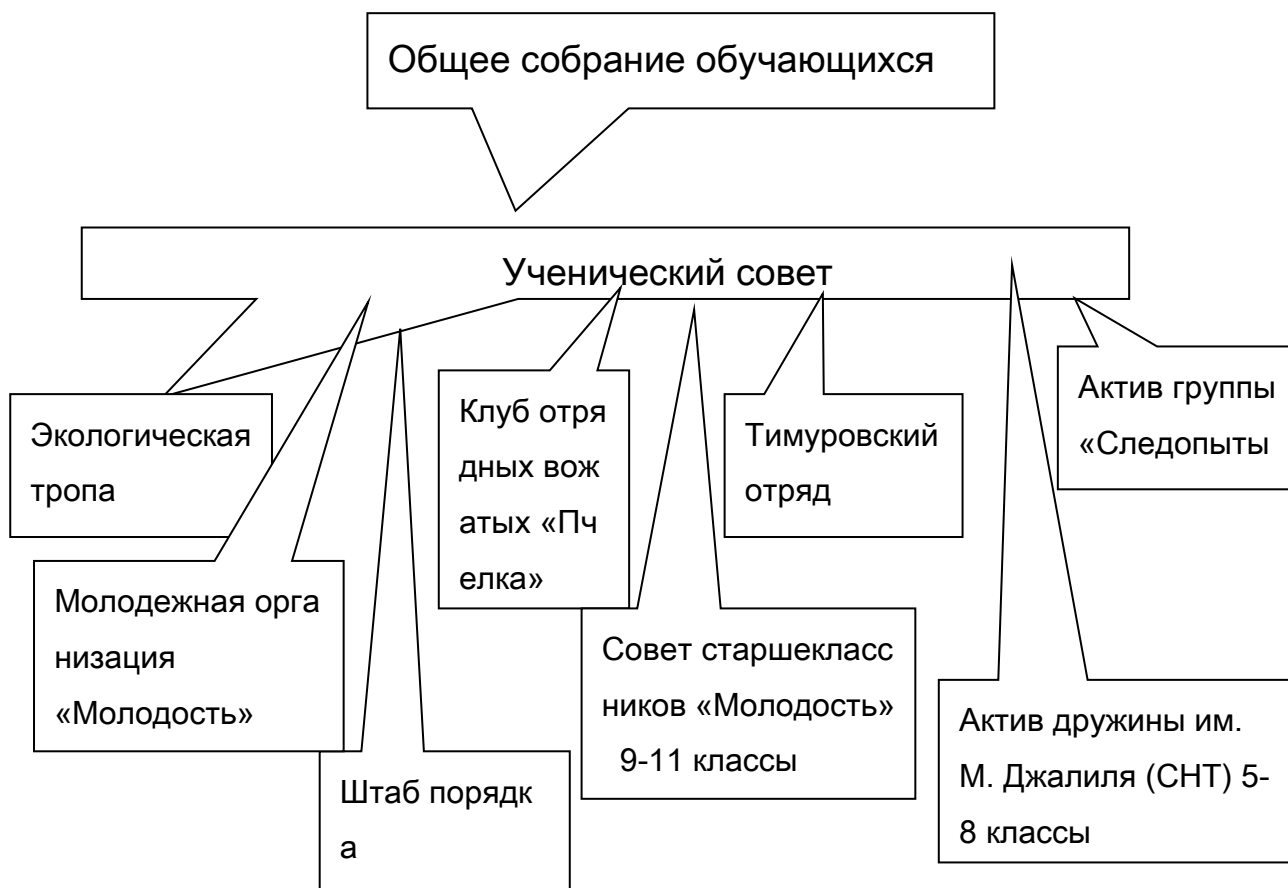 Общее собрание обучающихся
Ученический совет
Экологическая
тропа
Молодежная орга
низация
«Молодость»
Штаб порядк
а
Клуб отря
дных вож
атых «Пч
елка»
Совет старшекласс
ников «Молодость»
9-11 классы
Тимуровский
отряд
Актив дружины им.
М. Джалиля (СНТ) 5-
8 классы
Актив группы
«Следопыты